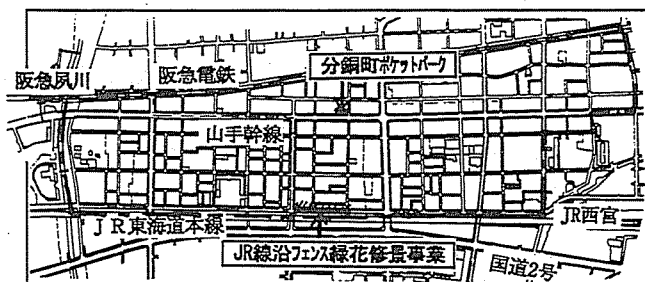 阪急夙川
阪急電鉄
分銅町ポケットパーク
山手幹線
JR東海道本線
JR西宮
JR線沿フェンス緑花修景事業
国道2号